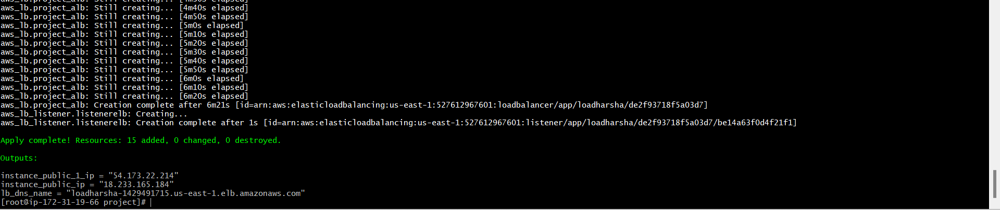 aws_lb.project_alb: Still creating... [4m30s elapsed]
aws_lb.project_alb: Still creating... [4m40s elapsed]
aws_lb.project_alb: Still creating... [4m50s elapsed]
aws_lb.project_alb: Still creating... [5m0s elapsed]
aws_lb.project_alb: Still creating... [5m10s elapsed]
aws_lb.project_alb: Still creating... [5m20s elapsed]
aws_lb.project_alb: Still creating... [5m30s elapsed]
aws_lb.project_alb: Still creating... [5m40s elapsed]
aws_lb.project_alb: Still creating... [5m50s elapsed]
aws_lb.project_alb: Still creating... [6m0s elapsed]
aws_lb.project_alb: Still creating... [6m10s elapsed]
aws_lb.project_alb: Still creating... [6m20s elapsed]
aws_lb.project_alb: Creation complete after 6m21s [id=arn:aws:elasticloadbalancing:us-east-1:527612967601:loadbalancer/app/loadharsha/de2f93718f5a03d7]
aws_lb_listener.listenerelb: Creating...
aws_lb_listener.listenerelb: Creation complete after 1s [id=arn:aws:elasticloadbalancing:us-east-1:527612967601:listener/app/loadharsha/de2f93718f5a03d7/be14a63f0d4f21f1]
Apply complete! Resources: 15 added, 0 changed, 0 destroyed.
Outputs:
instance_public_1_ip = "54.173.22.214"
instance_public_ip = "18.233.165.184"
lb_dns_name = "loadharsha-1429491715.us-east-1.elb.amazonaws.com"
[root@ip-172-31-19-66 project]#